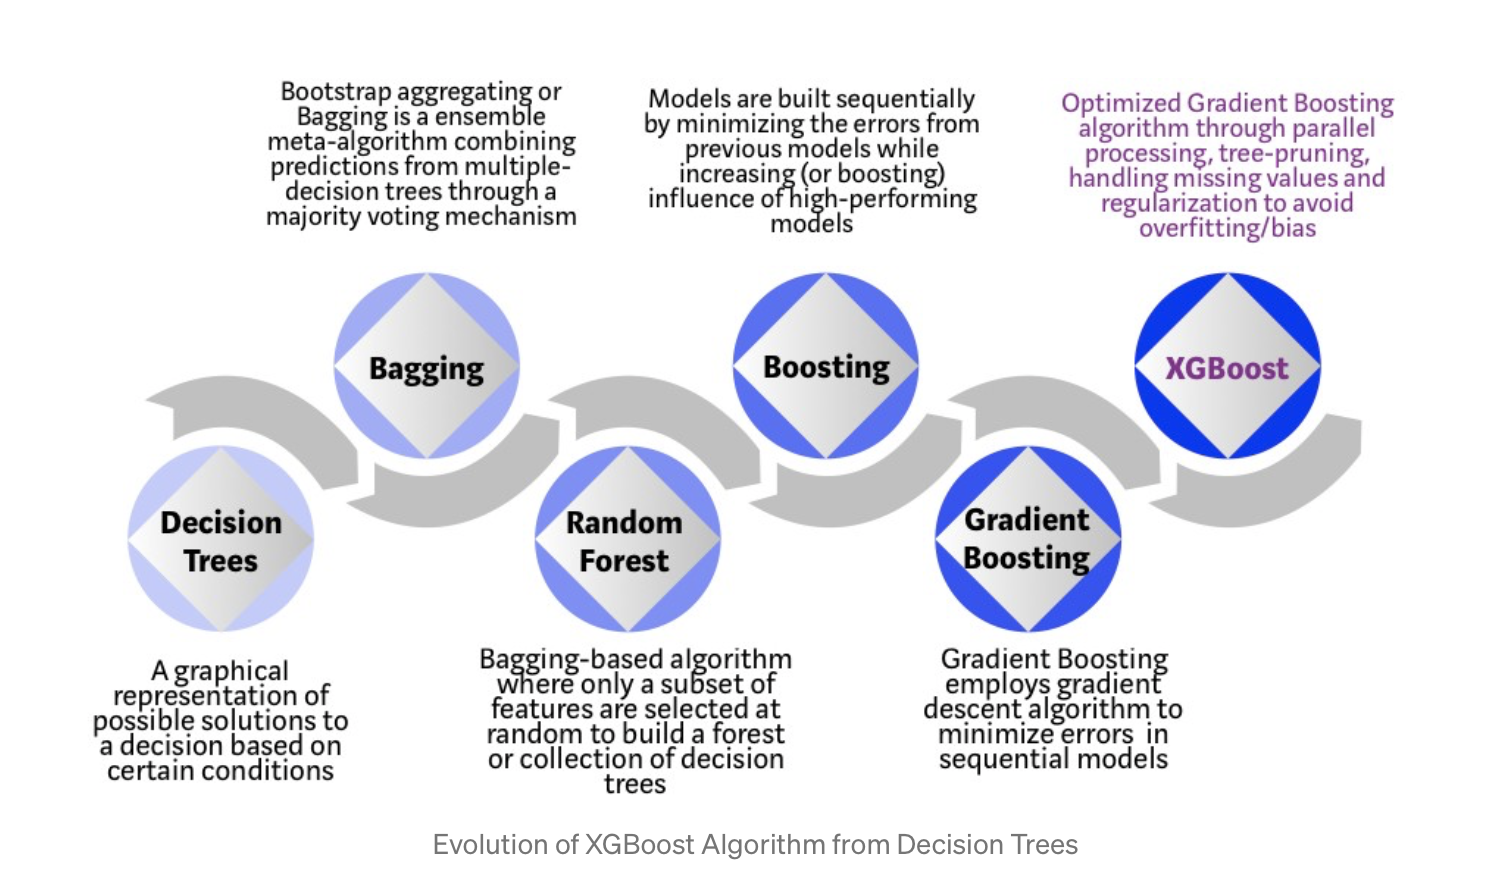 Bootstrap aggregating or
Bagging is a ensemble
meta-algorithm combining
predictions from multiple-
decision trees through a
majority voting mechanism
Models are built sequentially
by minimizing the errors from
previous models while
increasing (or boosting)
influence of high-performing
models
Optimized Gradient Boosting
algorithm through parallel
processing, tree-pruning,
handling missing values and
regularization to avoid
overfitting/bias
Bagging
Boosting
XGBoost
Decision
Trees
Random
Forest
Gradient
Boosting
A graphical
representation of
possible solutions to
a decision based on
certain conditions
Bagging-based algorithm
where only a subset of
features are selected at
random to build a forest
or collection of decision
trees
Gradient Boosting
employs gradient
descent algorithm to
minimize errors in
sequential models
Evolution of XGBoost Algorithm from Decision Trees